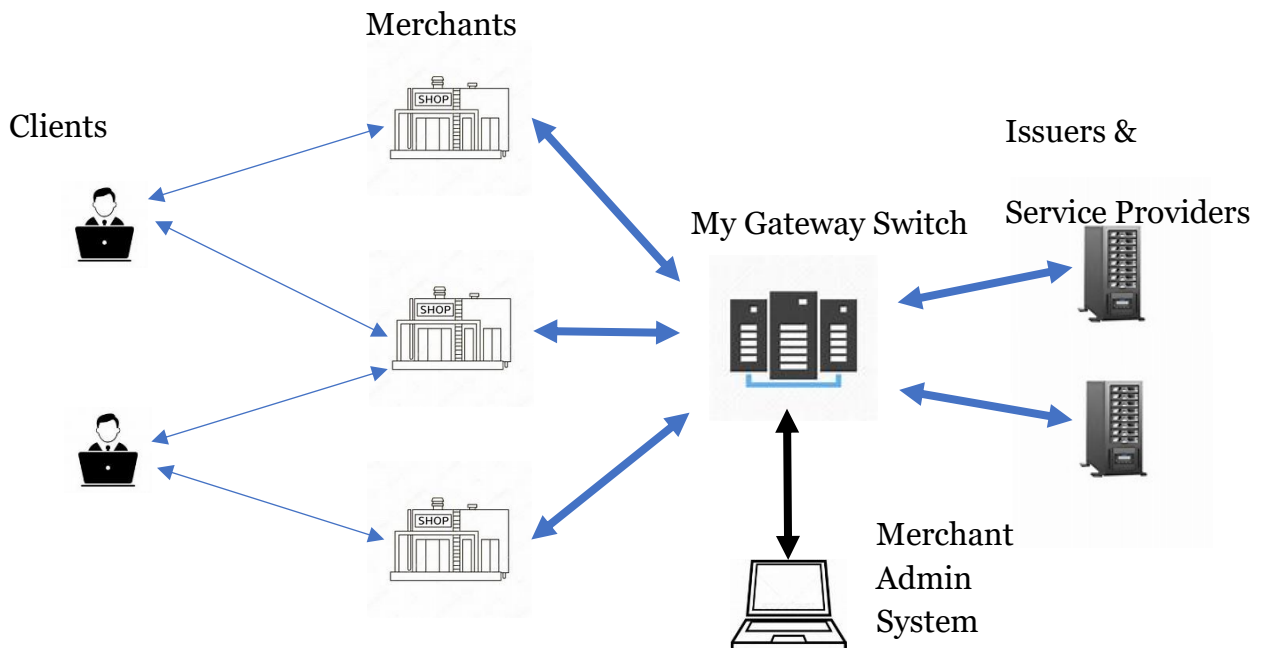 Merchants
Clients
SHOP
Issuers &
Service Providers
My Gateway Switch
SHOP
SHOP
Merchant
Admin
System